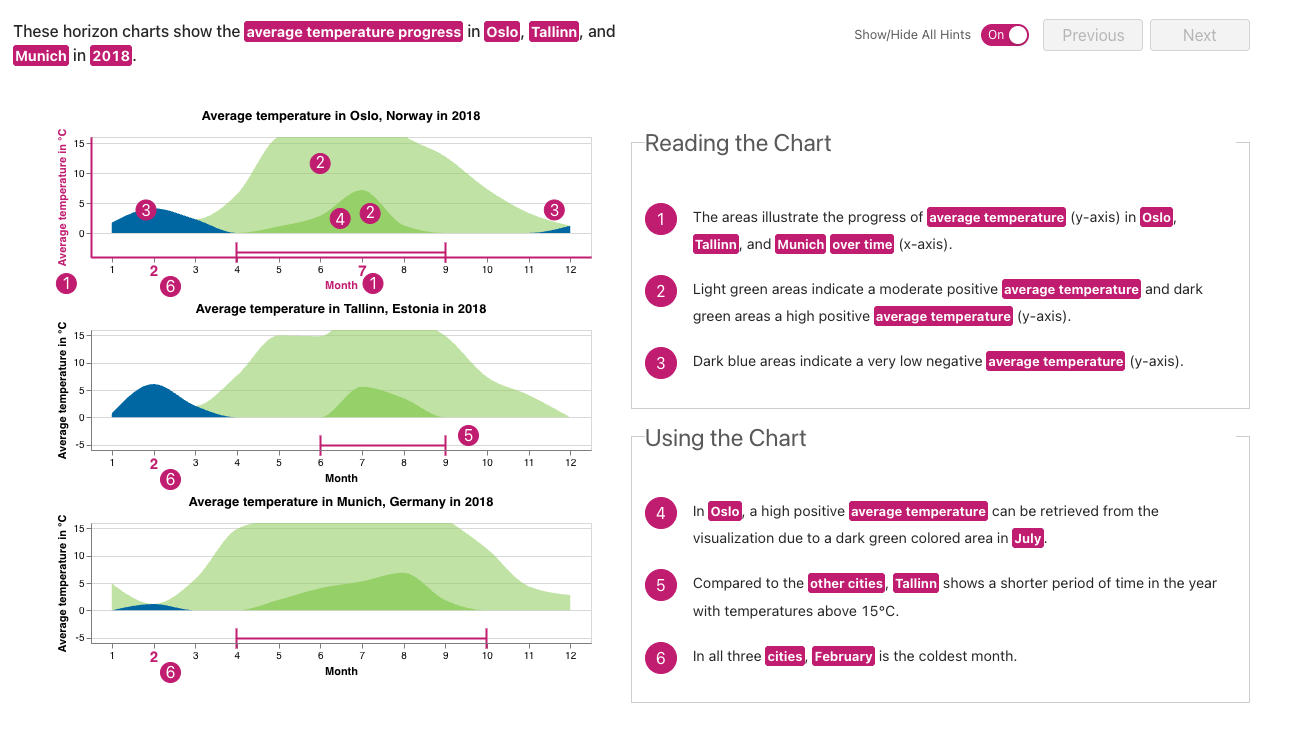 These horizon charts show the average temperature progress in Oslo, Tallinn, and
Munich in 2018.
Show/Hide All Hints On Previous Next
Average temperature in Oslo, Norway in 2018
Average temperature in °C
15
10
5
0
2
3
4
2
3
1 2 3 4 5 6 7 8 9 10 11 12
1
6
Month
1
Average temperature in Tallinn, Estonia in 2018
Average temperature in °C
15
10
5
0
-5
5
1 2 3 4 5 6 7 8 9 10 11 12
6
Month
Average temperature in Munich, Germany in 2018
Average temperature in °C
15
10
5
0
-5
1 2 3 4 5 6 7 8 9 10 11 12
6
Month
Reading the Chart
1 The areas illustrate the progress of average temperature (y-axis) in Oslo,
Tallinn, and Munich over time (x-axis).
2 Light green areas indicate a moderate positive average temperature and dark
green areas a high positive average temperature (y-axis).
3 Dark blue areas indicate a very low negative average temperature (y-axis).
Using the Chart
4 In Oslo, a high positive average temperature can be retrieved from the
visualization due to a dark green colored area in July.
5 Compared to the other cities, Tallinn shows a shorter period of time in the year
with temperatures above 15°C.
6 In all three cities, February is the coldest month.